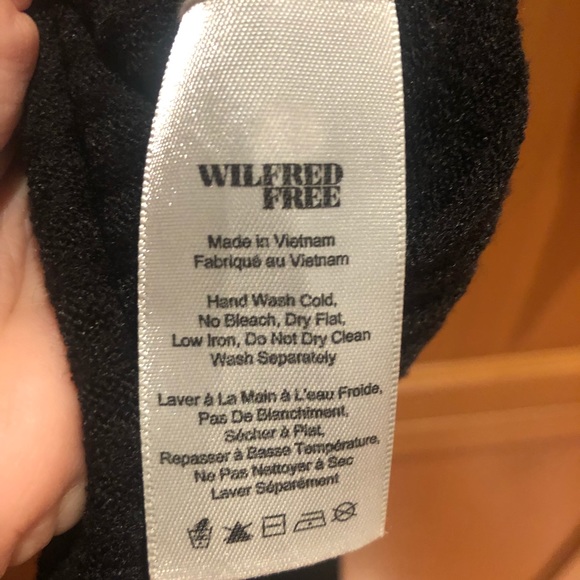 WILFRED
FREE
Made in Vietnam
Fabriqué au Vietnam
Hand Wash Cold,
No Bleach, Dry Flat,
Low Iron, Do Not Dry Clean
Wash Separately
Laver à La Main à L'eau Froide,
Pas De Blanchiment,
Sécher à Plat,
Repasser à Basse Température,
Ne Pas Nettoyer à Sec
Laver Séparément